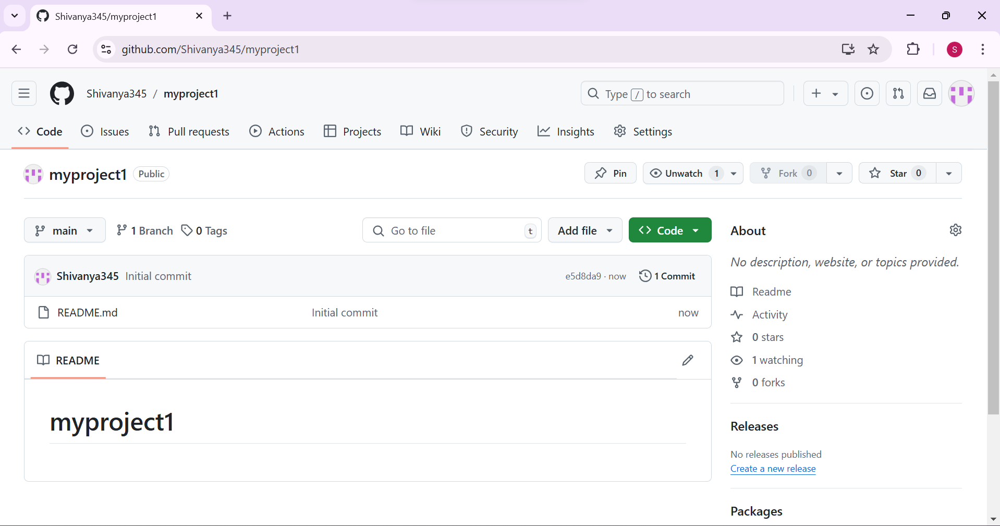 Shivanya345/myproject1
github.com/Shivanya345/myproject1
S
Shivanya345 / myproject1
Type / to search
Code Issues Pull requests Actions Projects Wiki Security Insights Settings
myproject1 Public
Pin Unwatch 1 Fork 0 Star 0
main 1 Branch 0 Tags
Go to file t Add file Code
Shivanya345 Initial commit e5d8da9 · now 1 Commit
README.md Initial commit now
README
myproject1
About
No description, website, or topics provided.
Readme
Activity
0 stars
1 watching
0 forks
Releases
No releases published
Create a new release
Packages